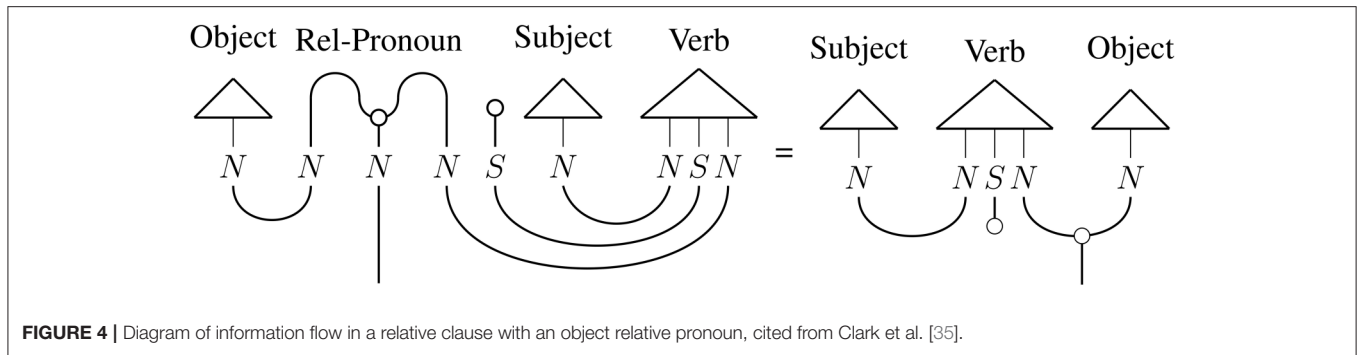 Object Rel-Pronoun Subject Verb
N N N N S N N S N
=
Subject Verb Object
N N S N N
FIGURE 4 | Diagram of information flow in a relative clause with an object relative pronoun, cited from Clark et al. [35].